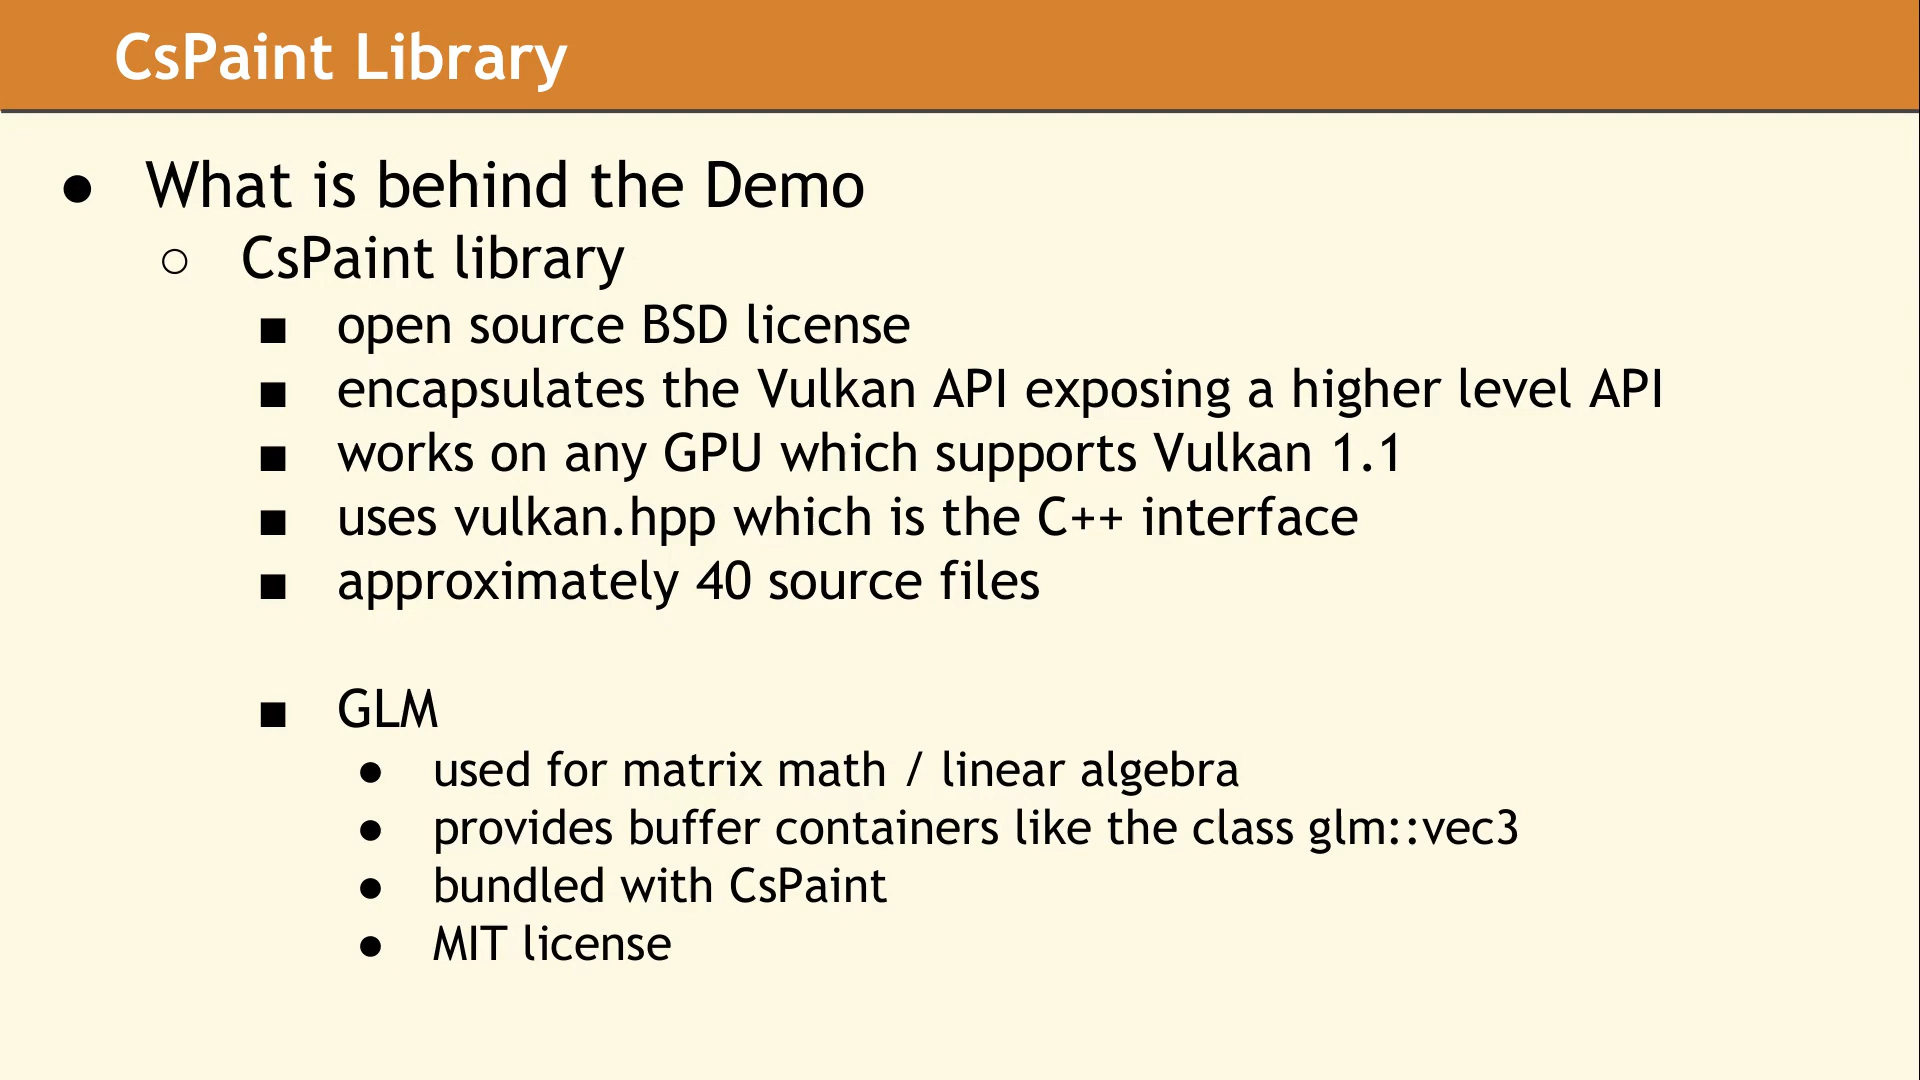 CsPaint Library
● What is behind the Demo
○ CsPaint library
■ open source BSD license
■ encapsulates the Vulkan API exposing a higher level API
■ works on any GPU which supports Vulkan 1.1
■ uses vulkan.hpp which is the C++ interface
■ approximately 40 source files
■ GLM
● used for matrix math / linear algebra
● provides buffer containers like the class glm::vec3
● bundled with CsPaint
● MIT license